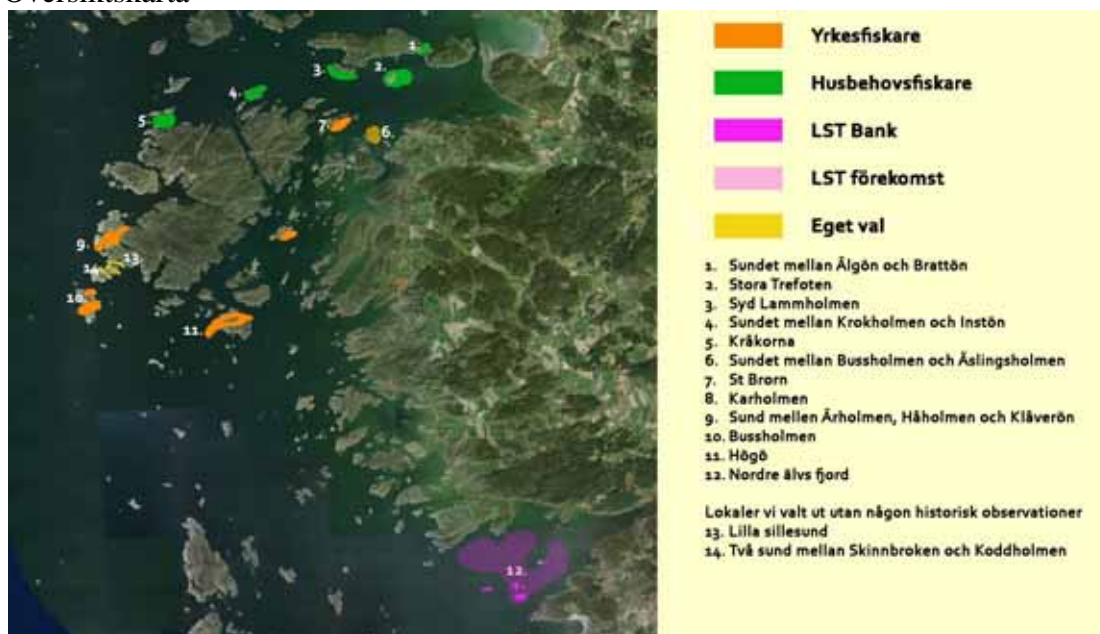 Översiktskarta
Yrkesfiskare
Husbehovsfiskare
LST Bank
LST förekomst
Eget val
1. Sundet mellan Älgön och Brattön
2. Stora Trefoten
3. Syd Lammholmen
4. Sundet mellan Krokholmen och Instön
5. Kråkorna
6. Sundet mellan Bussholmen och Äslingsholmen
7. St Brorn
8. Karholmen
9. Sund mellen Ärholmen, Håholmen och Klåverön
10. Bussholmen
11. Högö
12. Nordre älvs fjord
Lokaler vi valt ut utan någon historisk observationer
13. Lilla sillesund
14. Två sund mellan Skinnbroken och Koddholmen
1.
2.
3.
4.
5.
7.
6.
9.
13.
14.
10.
11.
12.